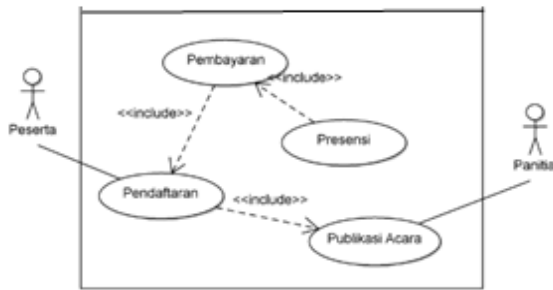 Pembayaran
<<include>>
Peserta
<<include>>
Presensi
Panitia
Pendaftaran
<<include>>
Publikasi Acara